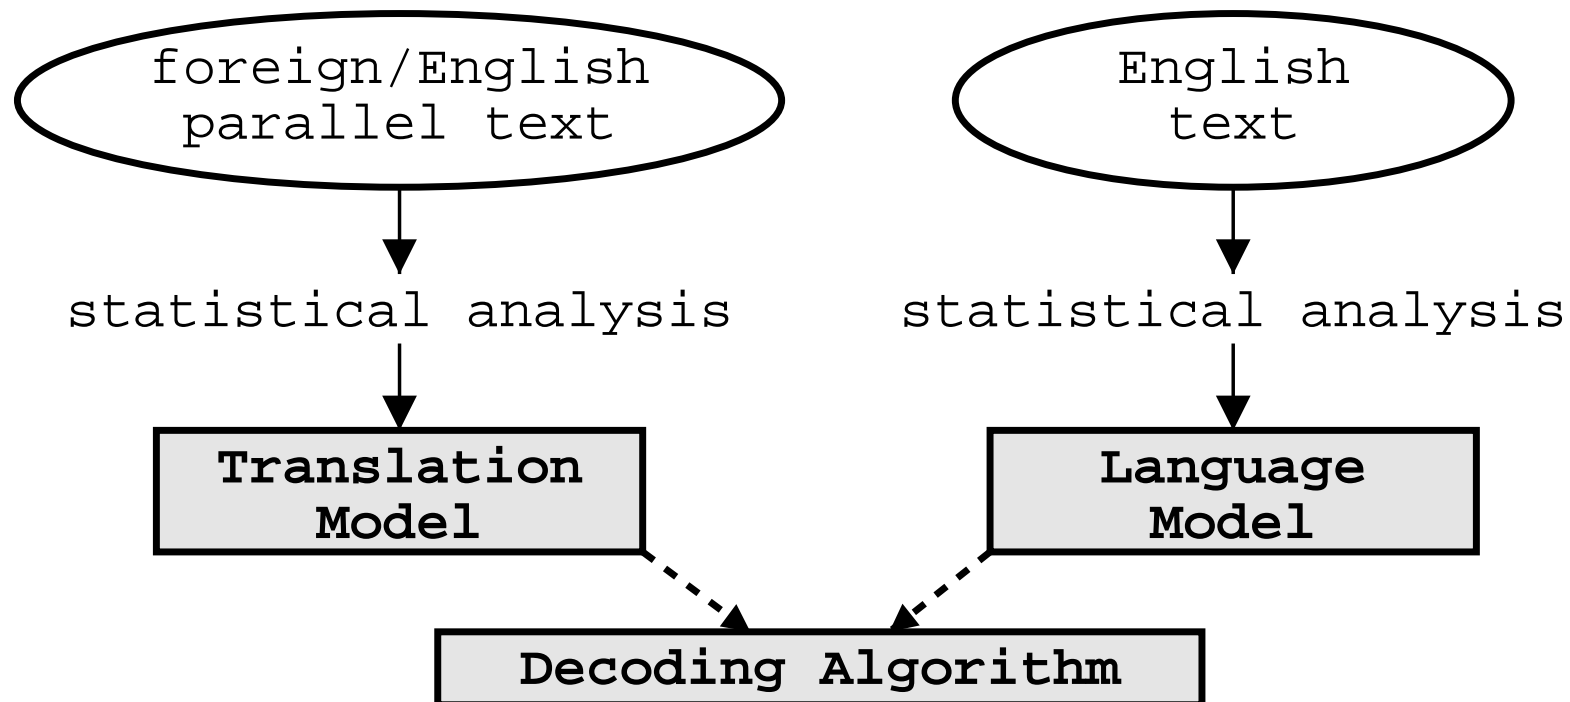 foreign/English
parallel text
English
text
statistical analysis
statistical analysis
Translation
Model
Language
Model
Decoding Algorithm